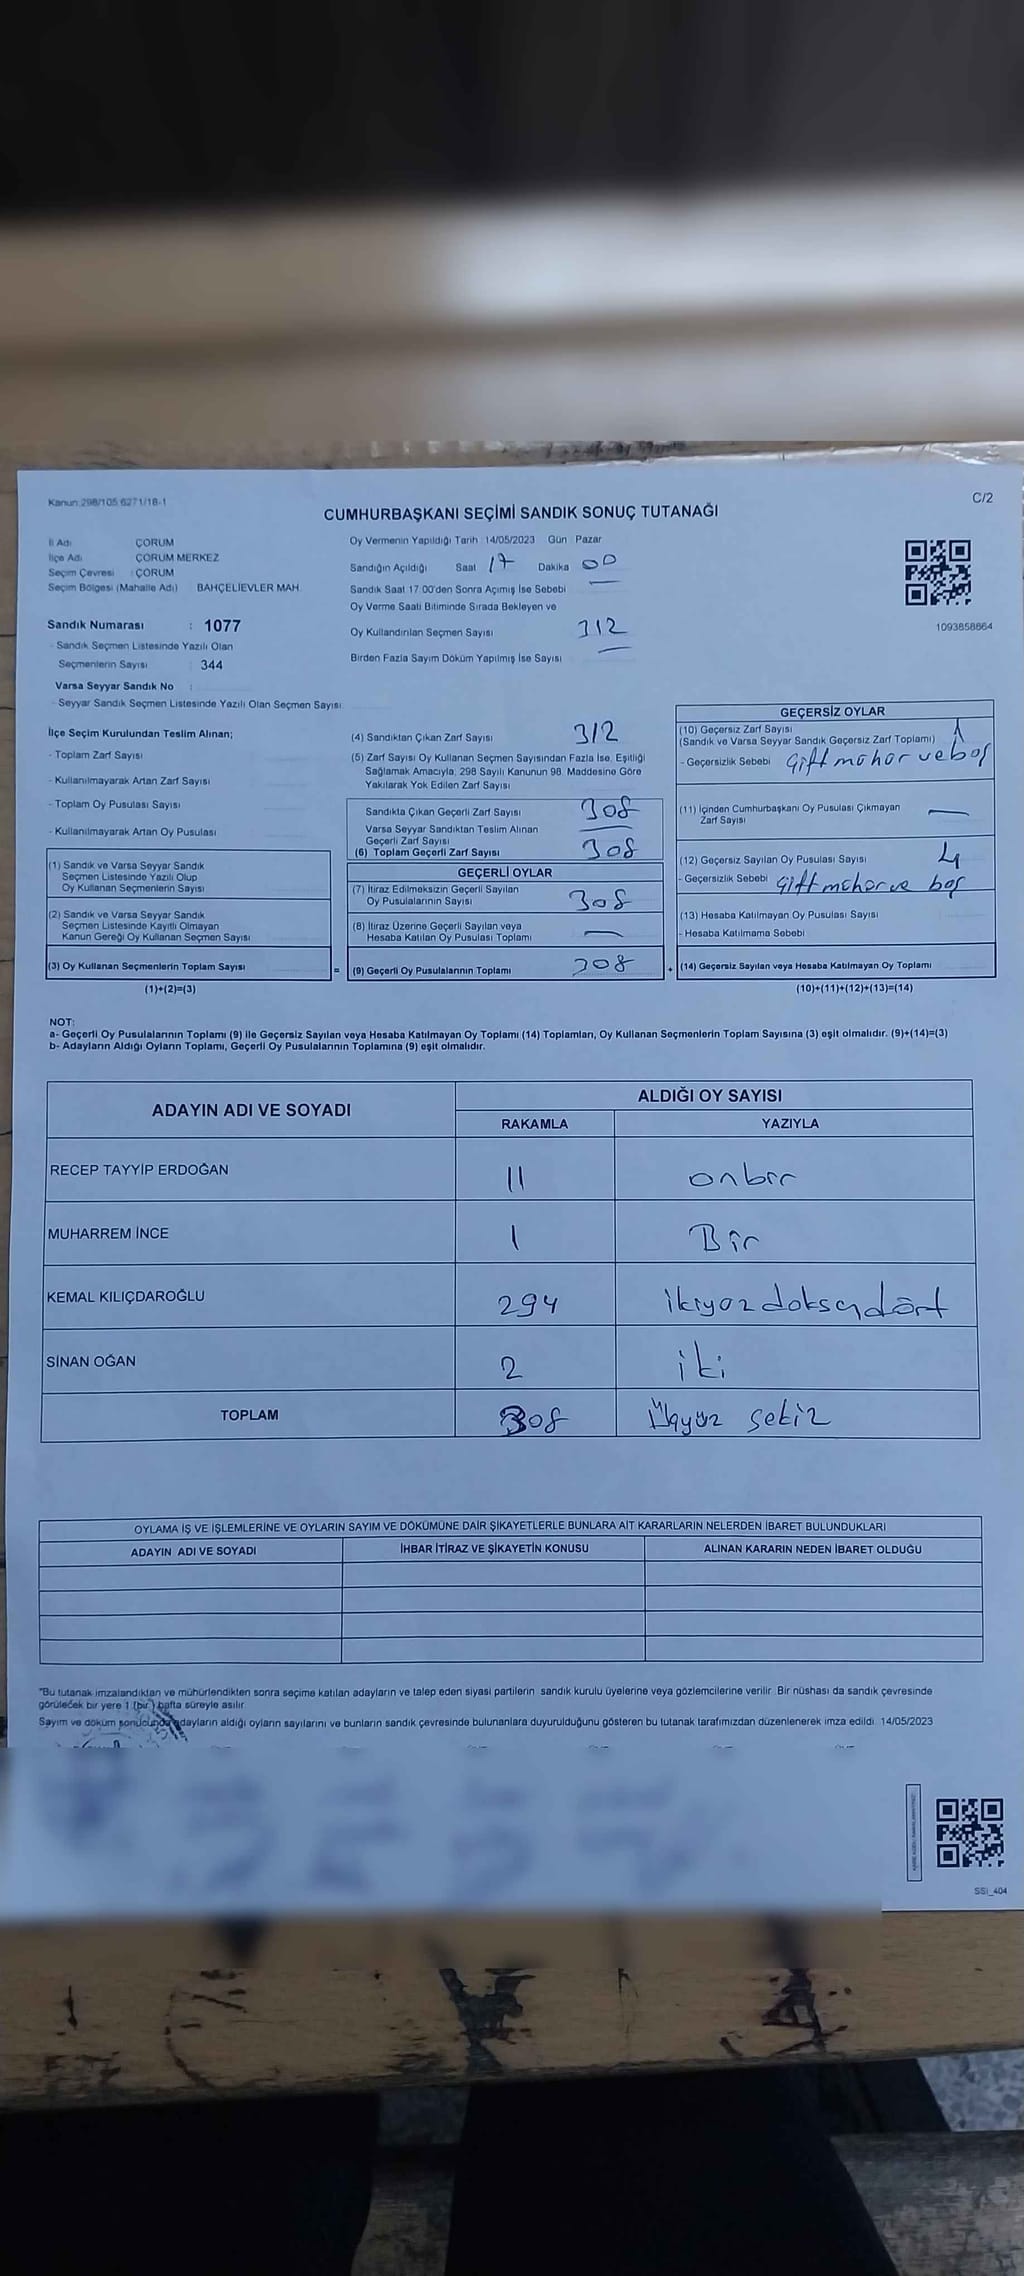 Kanun:298/105 6271/18-1
C/2
CUMHURBAŞKANI SEÇİMİ SANDIK SONUÇ TUTANAĞI
İl Adı : ÇORUM
İlçe Adı : ÇORUM MERKEZ
Seçim Çevresi : ÇORUM
Seçim Bölgesi (Mahalle Adı) BAHÇELİEVLER MAH.
Sandık Numarası : 1077
- Sandık Seçmen Listesinde Yazılı Olan
Seçmenlerin Sayısı : 344
Varsa Seyyar Sandık No :
- Seyyar Sandık Seçmen Listesinde Yazılı Olan Seçmen Sayısı
Oy Vermenin Yapıldığı Tarih :14/05/2023 Gün : Pazar
Sandığın Açıldığı Saat 17 Dakika 00
Sandık Saat 17.00'den Sonra Açımış İse Sebebi —
Oy Verme Saati Bitiminde Sırada Bekleyen ve
Oy Kullandırılan Seçmen Sayısı 312
Birden Fazla Sayım Döküm Yapılmış İse Sayısı —
1093858664
İlçe Seçim Kurulundan Teslim Alınan;
- Toplam Zarf Sayısı
- Kullanılmayarak Artan Zarf Sayısı
- Toplam Oy Pusulası Sayısı
- Kullanılmayarak Artan Oy Pusulası
(1) Sandık ve Varsa Seyyar Sandık
Seçmen Listesinde Yazılı Olup
Oy Kullanan Seçmenlerin Sayısı
(2) Sandık ve Varsa Seyyar Sandık
Seçmen Listesinde Kayıtlı Olmayan
Kanun Gereği Oy Kullanan Seçmen Sayısı
(3) Oy Kullanan Seçmenlerin Toplam Sayısı
(1)+(2)=(3)
(4) Sandıktan Çıkan Zarf Sayısı 312
(5) Zarf Sayısı Oy Kullanan Seçmen Sayısından Fazla İse, Eşitliği
Sağlamak Amacıyla, 298 Sayılı Kanunun 98. Maddesine Göre
Yakılarak Yok Edilen Zarf Sayısı
Sandıkta Çıkan Geçerli Zarf Sayısı 308
Varsa Seyyar Sandıktan Teslim Alınan
Geçerli Zarf Sayısı —
(6) Toplam Geçerli Zarf Sayısı 308
GEÇERLİ OYLAR
(7) İtiraz Edilmeksizin Geçerli Sayılan
Oy Pusulalarının Sayısı 308
(8) İtiraz Üzerine Geçerli Sayılan veya
Hesaba Katılan Oy Pusulası Toplamı —
= (9) Geçerli Oy Pusulalarının Toplamı 308 +
GEÇERSİZ OYLAR
(10) Geçersiz Zarf Sayısı
(Sandık ve Varsa Seyyar Sandık Geçersiz Zarf Toplamı)
- Geçersizlik Sebebi Çift mühür ve boş
(11) İçinden Cumhurbaşkanı Oy Pusulası Çıkmayan
Zarf Sayısı —
(12) Geçersiz Sayılan Oy Pusulası Sayısı 4
- Geçersizlik Sebebi Çift mühür ve boş
(13) Hesaba Katılmayan Oy Pusulası Sayısı
- Hesaba Katılmama Sebebi
(14) Geçersiz Sayılan veya Hesaba Katılmayan Oy Toplamı
(10)+(11)+(12)+(13)=(14)
NOT:
a- Geçerli Oy Pusulalarının Toplamı (9) ile Geçersiz Sayılan veya Hesaba Katılmayan Oy Toplamı (14) Toplamları, Oy Kullanan Seçmenlerin Toplam Sayısına (3) eşit olmalıdır. (9)+(14)=(3)
b- Adayların Aldığı Oyların Toplamı, Geçerli Oy Pusulalarının Toplamına (9) eşit olmalıdır.
ADAYIN ADI VE SOYADI
ALDIĞI OY SAYISI
RAKAMLA YAZIYLA
RECEP TAYYİP ERDOĞAN 11 onbir
MUHARREM İNCE 1 Bir
KEMAL KILIÇDAROĞLU 294 ikiyüzdoksandört
SİNAN OĞAN 2 iki
TOPLAM 308 Üçyüz sekiz
OYLAMA İŞ VE İŞLEMLERİNE VE OYLARIN SAYIM VE DÖKÜMÜNE DAİR ŞİKAYETLERLE BUNLARA AİT KARARLARIN NELERDEN İBARET BULUNDUKLARI
ADAYIN ADI VE SOYADI İHBAR İTİRAZ VE ŞİKAYETİN KONUSU ALINAN KARARIN NEDEN İBARET OLDUĞU
"Bu tutanak imzalandıktan ve mühürlendikten sonra seçime katılan adayların ve talep eden siyasi partilerin sandık kurulu üyelerine veya gözlemcilerine verilir. Bir nüshası da sandık çevresinde
görülecek bir yere 1 (bir) hafta süreyle asılır.
Sayım ve döküm sonucunda adayların aldığı oyların sayılarını ve bunların sandık çevresinde bulunanlara duyurulduğunu gösteren bu tutanak tarafımızdan düzenlenerek imza edildi. 14/05/2023
SSİ_404